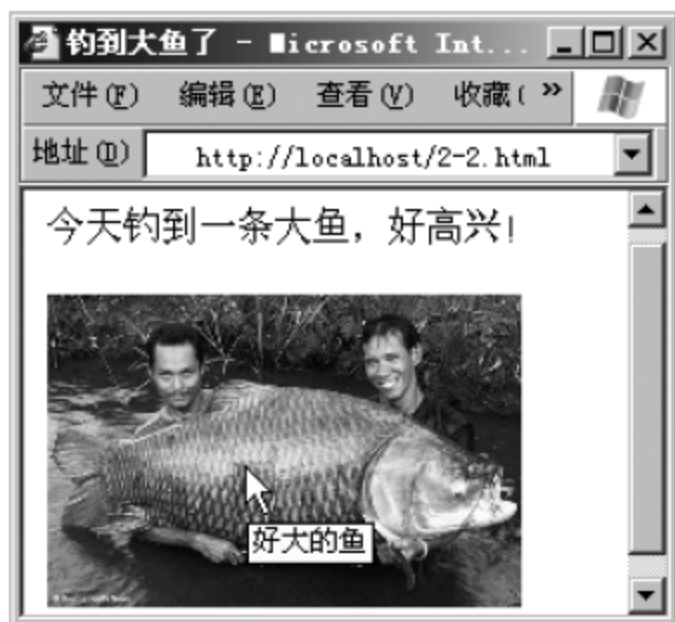 钓到大鱼了 - Microsoft Int...
文件(F) 编辑(E) 查看(V) 收藏( »
地址(D) http://localhost/2-2.html
今天钓到一条大鱼，好高兴！
好大的鱼